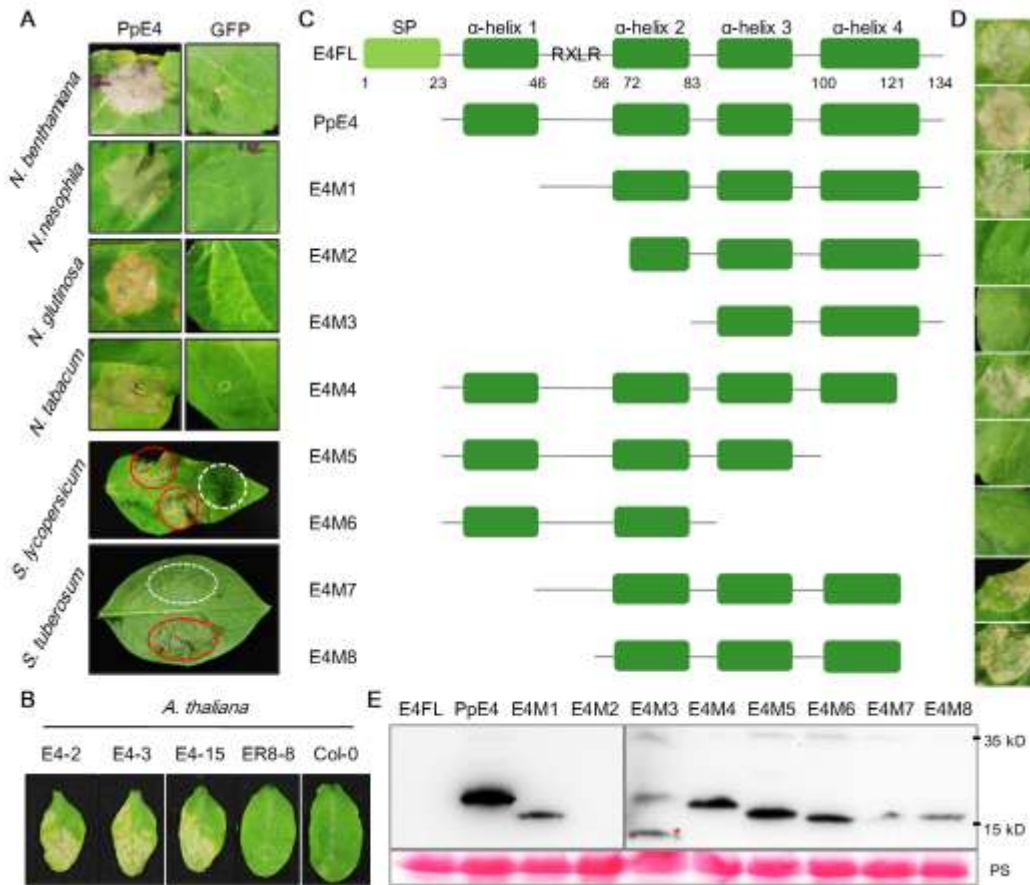 A
PpE4 GFP
N. benthamiana
N.nesophila
N. glutinosa
N. tabacum
S. lycopersicum
S. tuberosum
B
A. thaliana
E4-2 E4-3 E4-15 ER8-8 Col-0
C
SP α-helix 1 α-helix 2 α-helix 3 α-helix 4
E4FL RXLR
1 23 46 56 72 83 100 121 134
PpE4
E4M1
E4M2
E4M3
E4M4
E4M5
E4M6
E4M7
E4M8
D
E
E4FL PpE4 E4M1 E4M2 E4M3 E4M4 E4M5 E4M6 E4M7 E4M8
35 kD
15 kD
PS